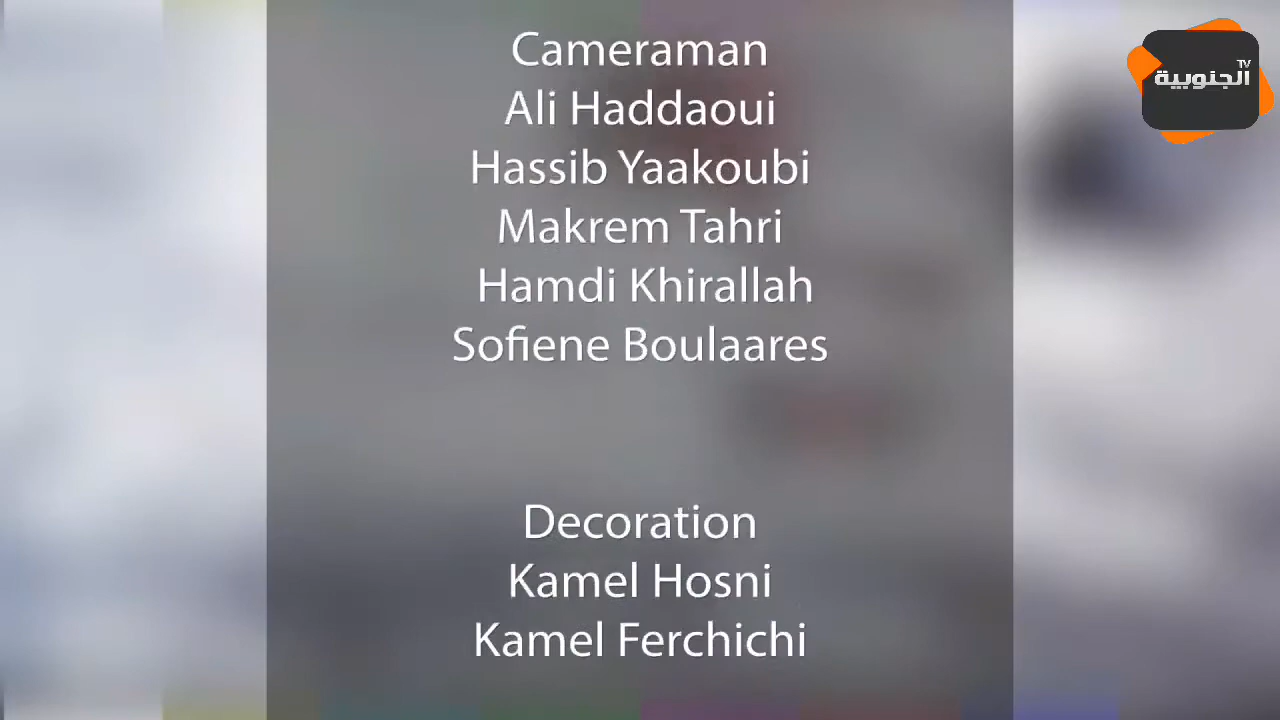 Cameraman
Ali Haddaoui
Hassib Yaakoubi
Makrem Tahri
Hamdi Khirallah
Sofiene Boulaares
Decoration
Kamel Hosni
Kamel Ferchichi
TV
الجنوبية